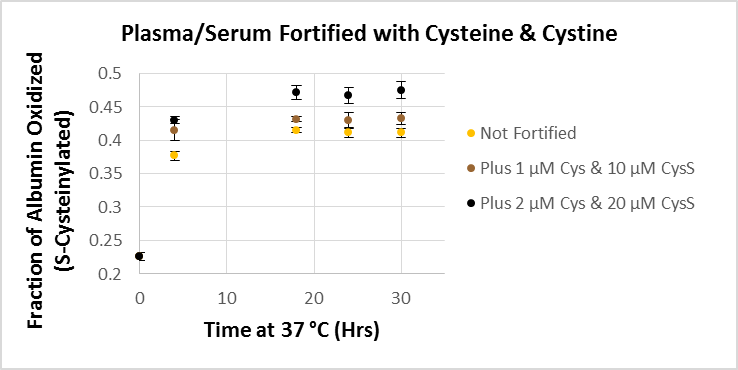 Plasma/Serum Fortified with Cysteine & Cystine
Fraction of Albumin Oxidized
(S-Cysteinylated)
0.5
0.45
0.4
0.35
0.3
0.25
0.2
0
10
20
30
Time at 37 °C (Hrs)
Not Fortified
Plus 1 µM Cys & 10 µM CysS
Plus 2 µM Cys & 20 µM CysS